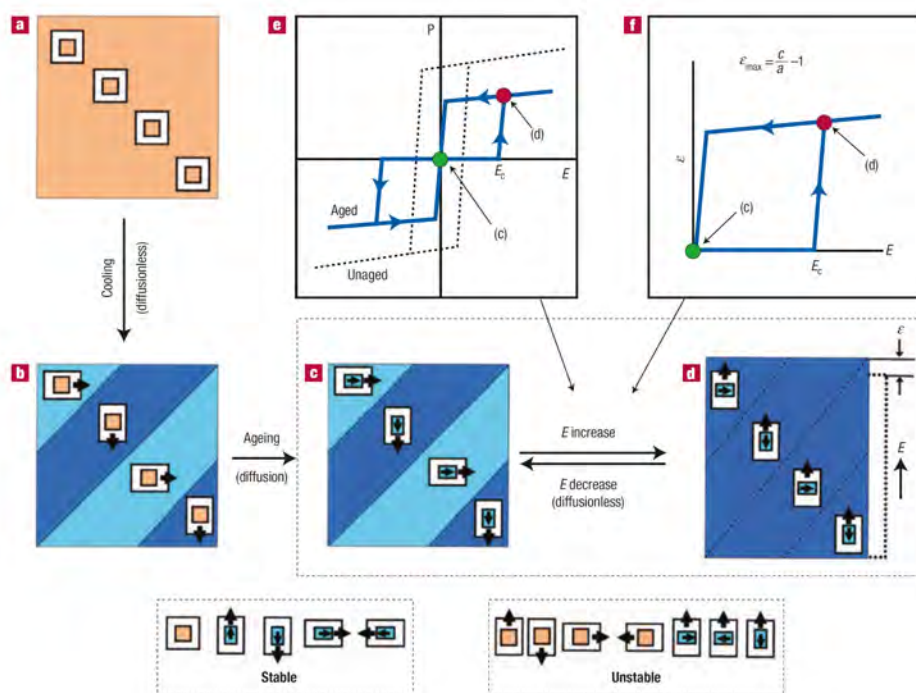 a
e
P
(d)
E_c
E
Aged
(c)
Unaged
f
ε_max = c/a −1
ε
(d)
(c)
E_c
E
Cooling
(diffusionless)
b
Ageing
(diffusion)
c
E increase
E decrease
(diffusionless)
d
ε
E
Stable
Unstable